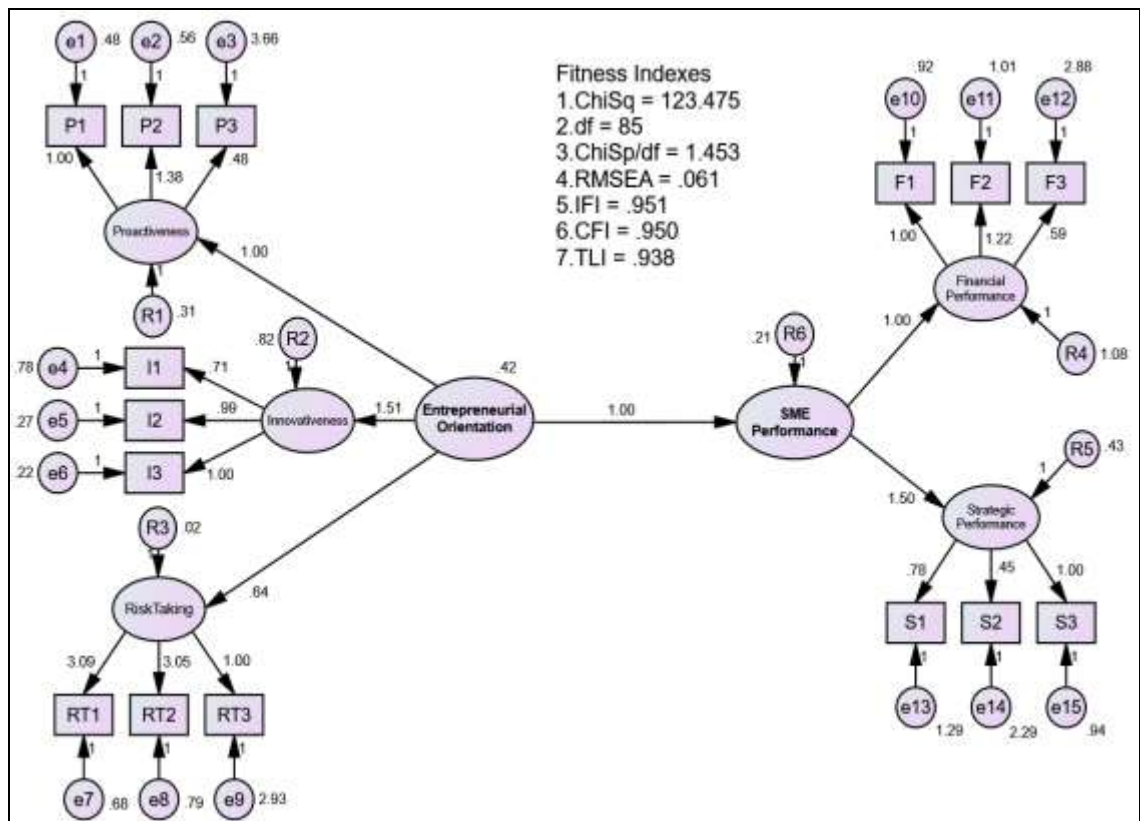 e1 .48 e2 .56 e3 3.66
1 1 1
P1 P2 P3
1.00 1.38 .48
Proactiveness
1
R1 .31
1.00
Fitness Indexes
1.ChiSq = 123.475
2.df = 85
3.ChiSp/df = 1.453
4.RMSEA = .061
5.IFI = .951
6.CFI = .950
7.TLI = .938
.92 1.01 2.88
e10 e11 e12
1 1 1
F1 F2 F3
1.00 1.22 .59
Financial
Performance
1
R4 1.08
1.00
.82 R2
1
.78 e4 1 I1 .71
.27 e5 1 I2 .99
.22 e6 1 I3 1.00
Innovativeness
1.51
.42
Entrepreneurial
Orientation
1.00
.21 R6
1
SME
Performance
1.50
R5 .43
1
Strategic
Performance
.78 .45 1.00
S1 S2 S3
1 1 1
e13 e14 e15
1.29 2.29 .94
R3 .02
.64
RiskTaking
3.09 3.05 1.00
RT1 RT2 RT3
1 1 1
e7 .68 e8 .79 e9 2.93